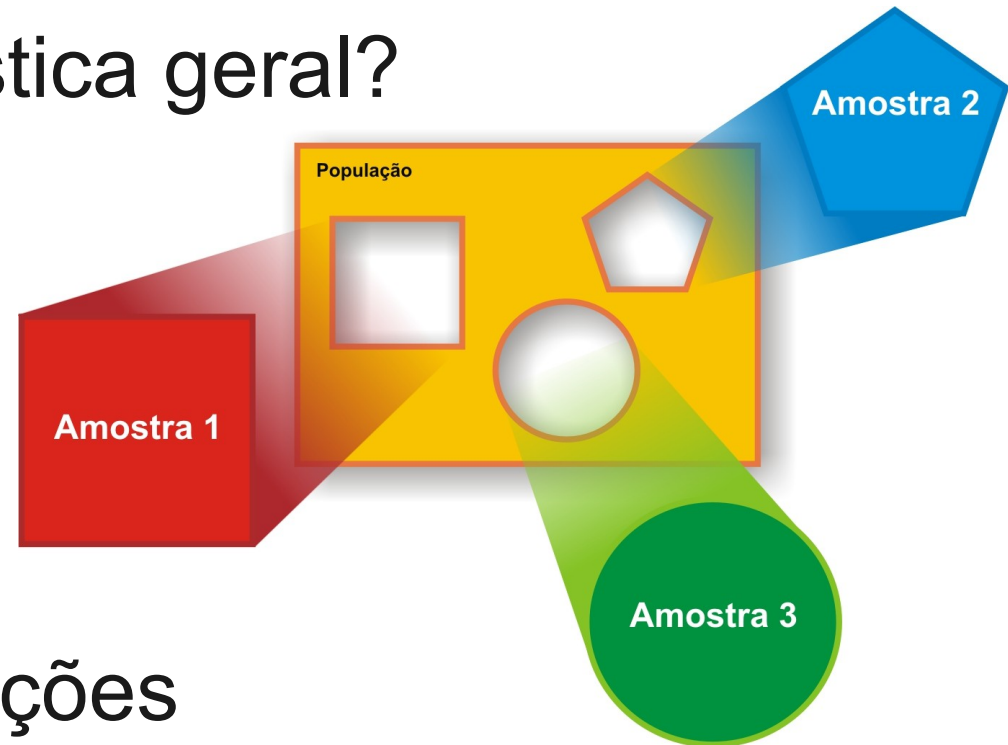 stica geral?
Amostra 2
População
Amostra 1
Amostra 3
ções